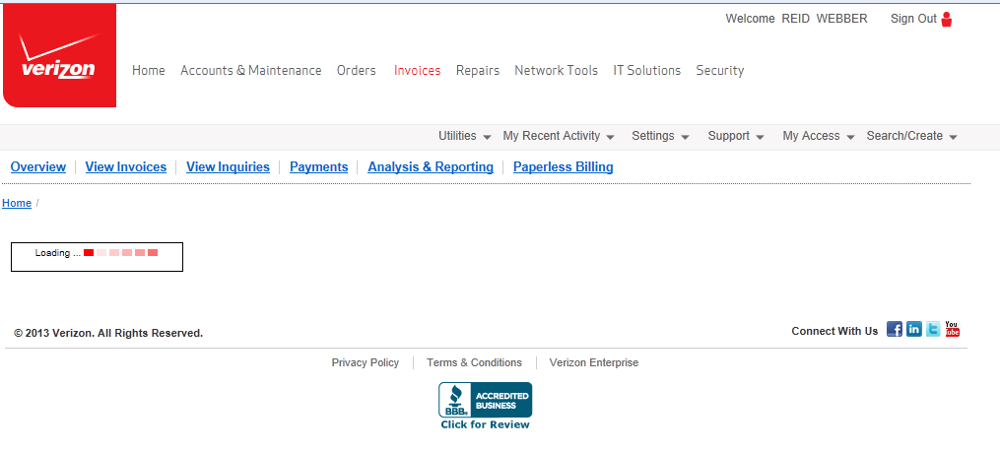 Welcome REID WEBBER Sign Out
verizon
Home Accounts & Maintenance Orders Invoices Repairs Network Tools IT Solutions Security
Utilities My Recent Activity Settings Support My Access Search/Create
Overview View Invoices View Inquiries Payments Analysis & Reporting Paperless Billing
Home /
Loading ...
© 2013 Verizon. All Rights Reserved.
Connect With Us f in t You Tube
Privacy Policy Terms & Conditions Verizon Enterprise
BBB. ACCREDITED BUSINESS
Click for Review